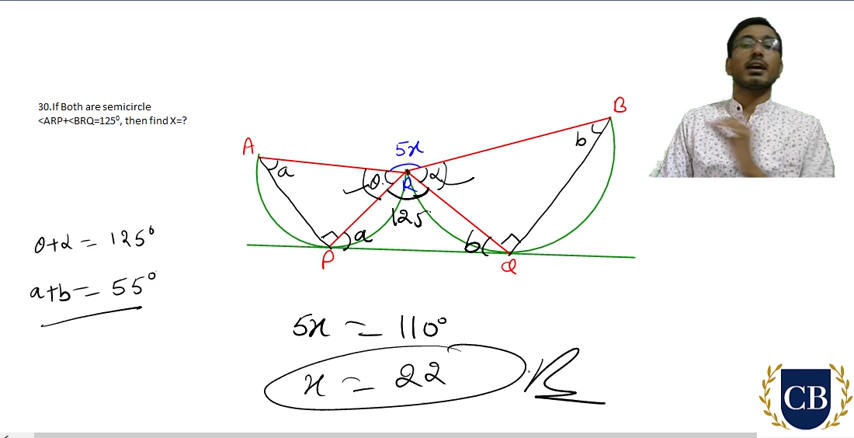 30.If Both are semicircle
<ARP+<BRQ=125⁰, then find X=?
A
B
5x
b
a
θ
R
α
125
a
b
P
Q
θ+α = 125°
a+b = 55°
5x = 110°
x = 22
CB